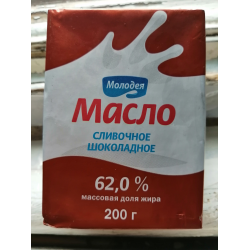 Молодея
Масло
СЛИВОЧНОЕ
ШОКОЛАДНОЕ
62,0 %
массовая доля жира
200 г